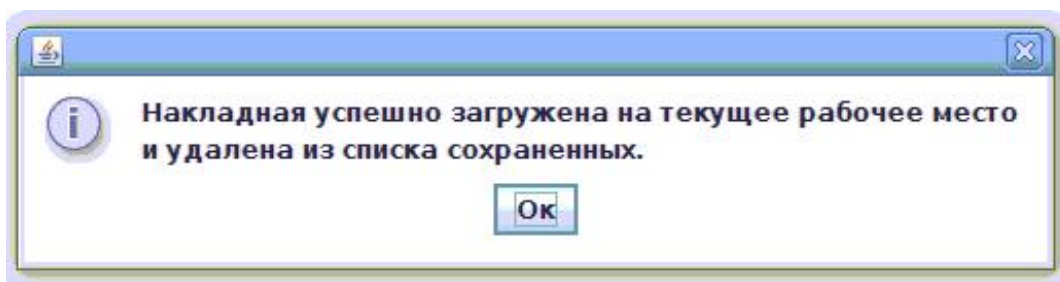 Накладная успешно загружена на текущее рабочее место
и удалена из списка сохраненных.
Ок